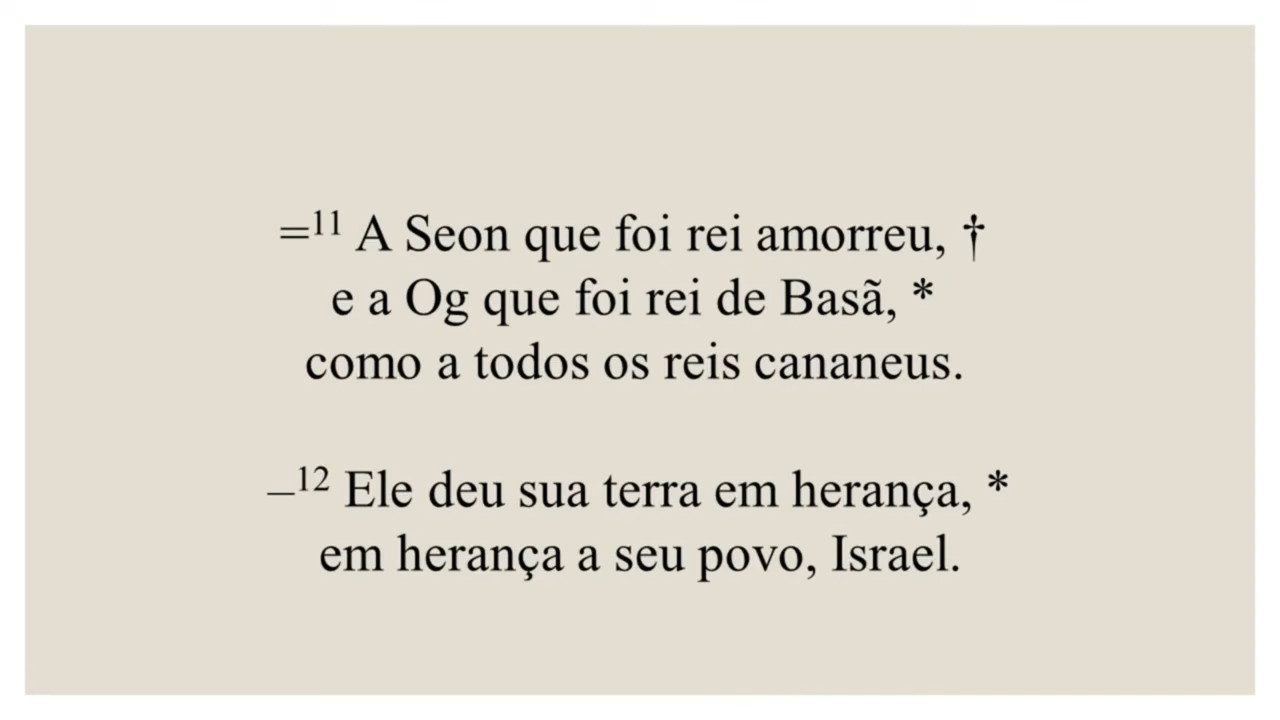 =¹¹ A Seon que foi rei amorreu, †
e a Og que foi rei de Basã, *
como a todos os reis cananeus.
–¹² Ele deu sua terra em herança, *
em herança a seu povo, Israel.